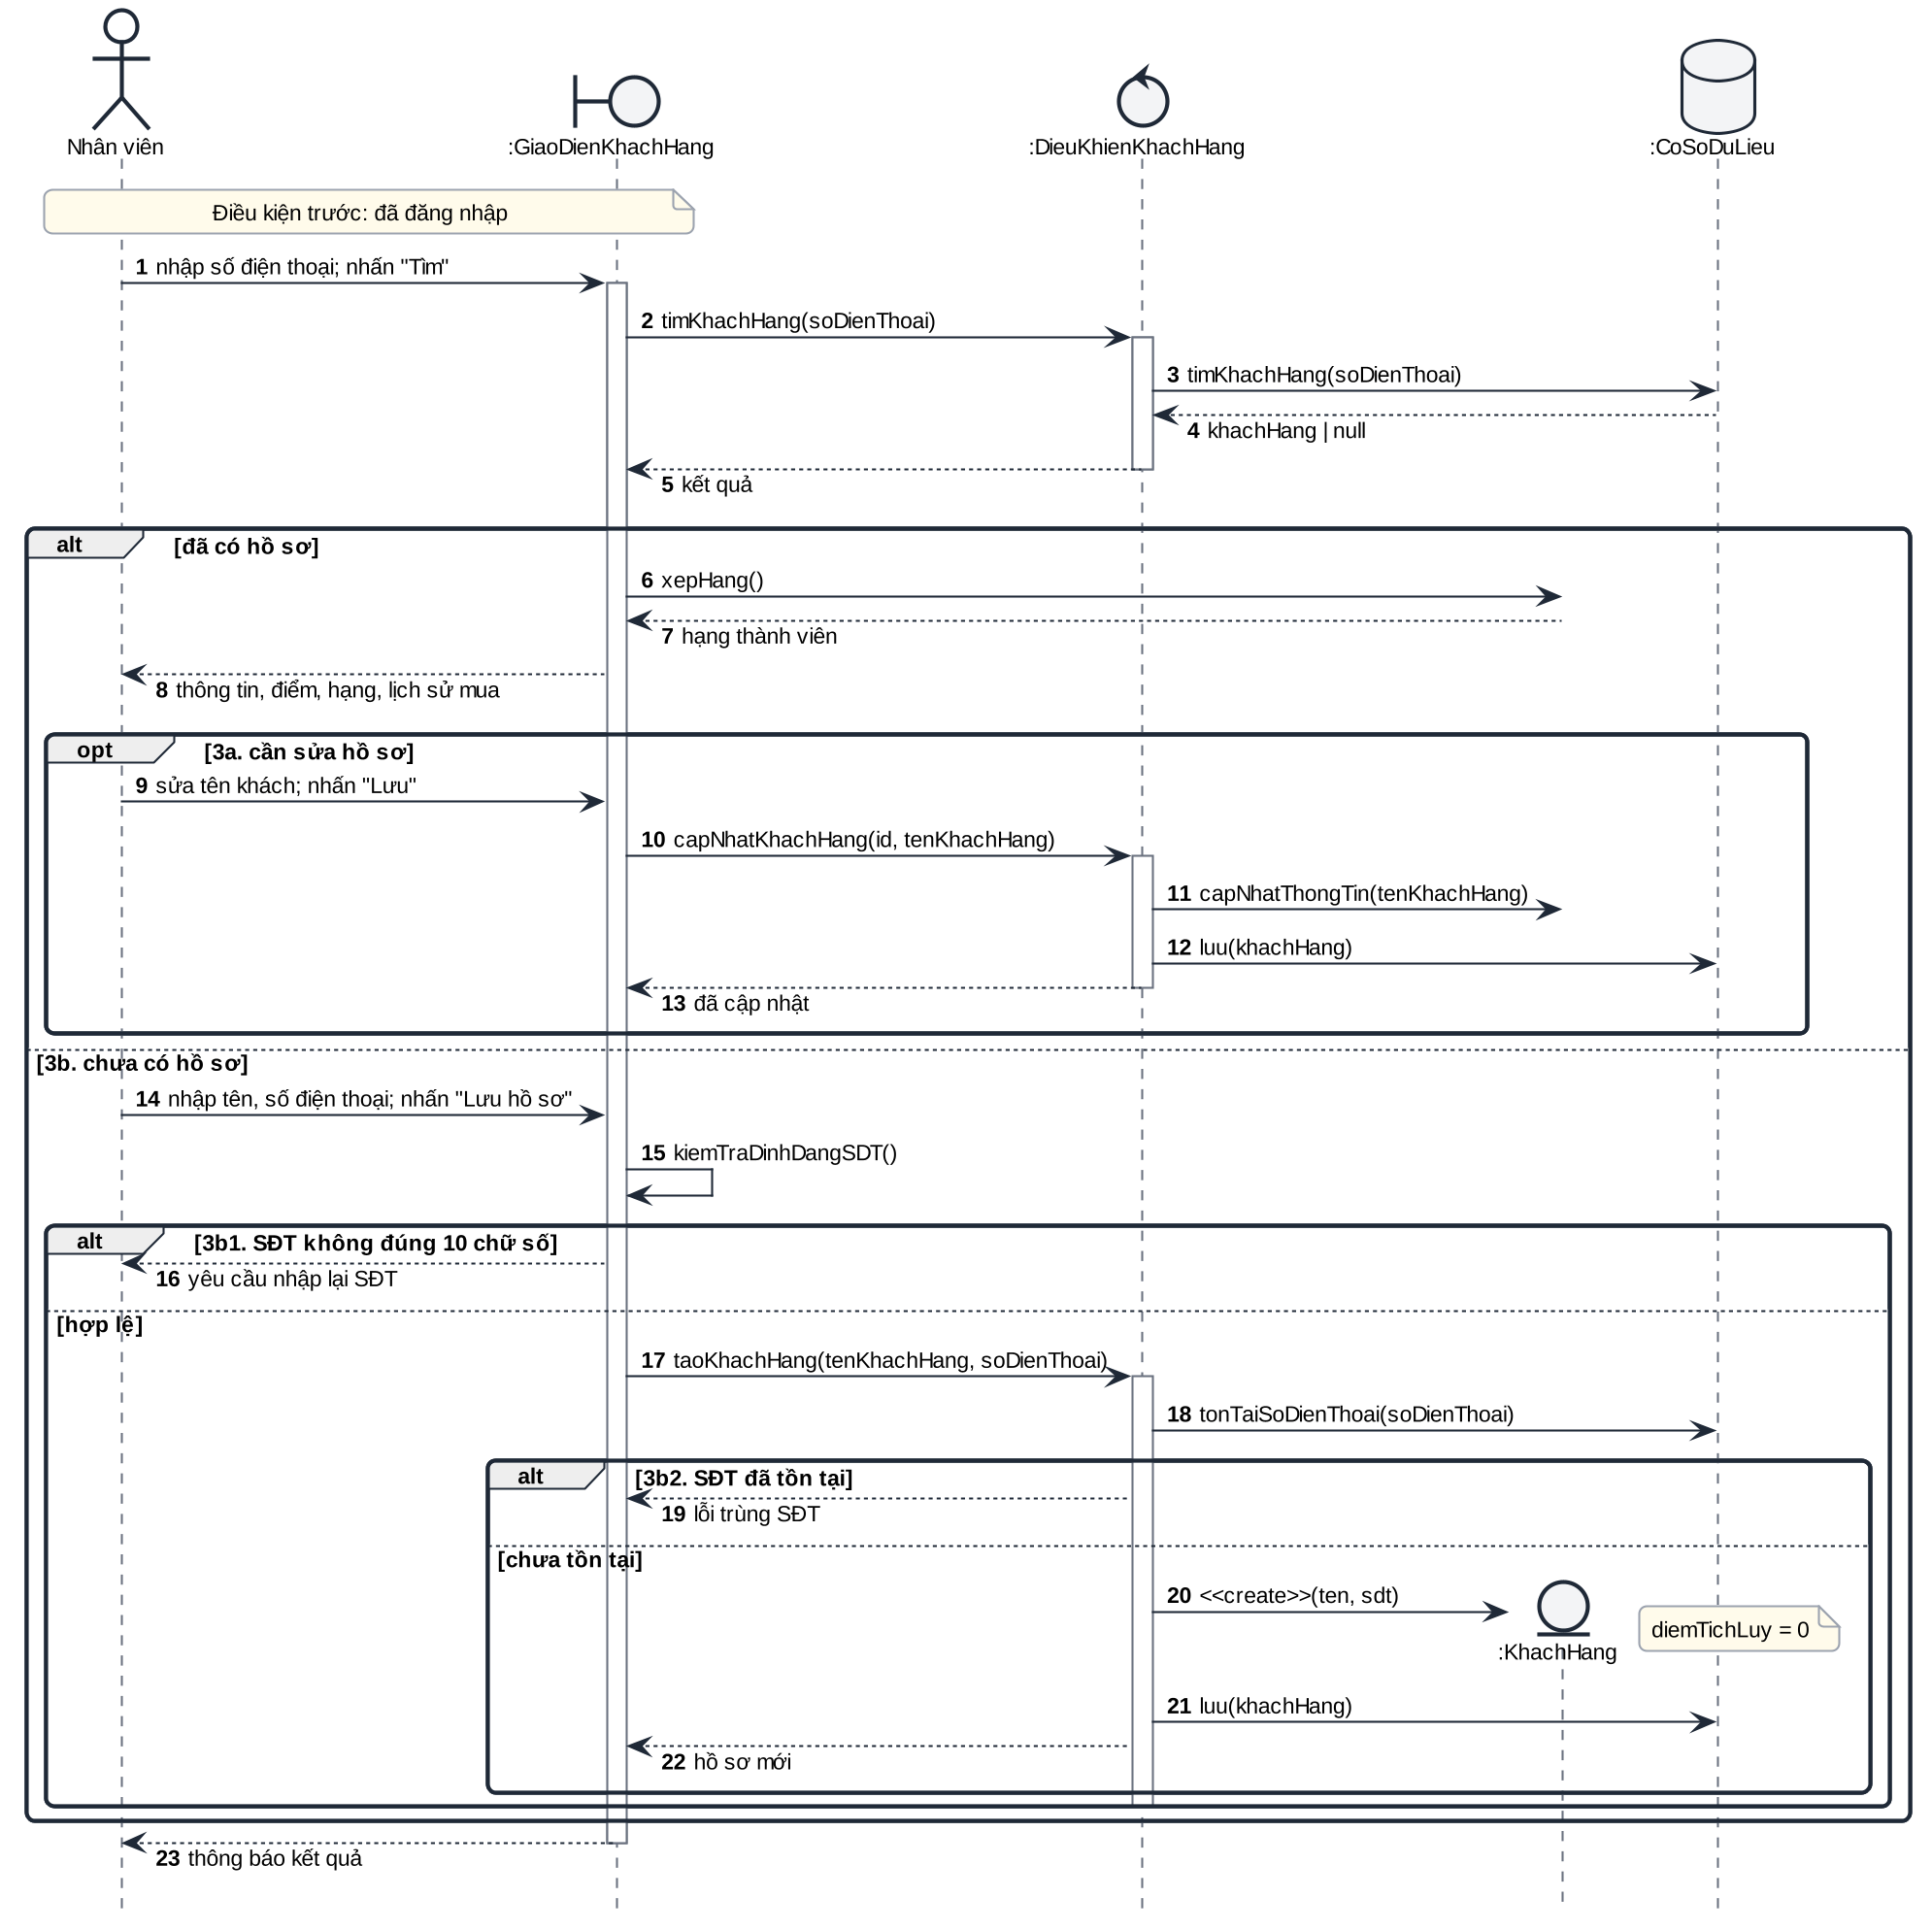 Nhân viên
:GiaoDienKhachHang
:DieuKhienKhachHang
:CoSoDuLieu
Điều kiện trước: đã đăng nhập
1 nhập số điện thoại; nhấn "Tìm"
2 timKhachHang(soDienThoai)
3 timKhachHang(soDienThoai)
4 khachHang | null
5 kết quả
alt [đã có hồ sơ]
6 xepHang()
7 hạng thành viên
8 thông tin, điểm, hạng, lịch sử mua
opt [3a. cần sửa hồ sơ]
9 sửa tên khách; nhấn "Lưu"
10 capNhatKhachHang(id, tenKhachHang)
11 capNhatThongTin(tenKhachHang)
12 luu(khachHang)
13 đã cập nhật
[3b. chưa có hồ sơ]
14 nhập tên, số điện thoại; nhấn "Lưu hồ sơ"
15 kiemTraDinhDangSDT()
alt [3b1. SĐT không đúng 10 chữ số]
16 yêu cầu nhập lại SĐT
[hợp lệ]
17 taoKhachHang(tenKhachHang, soDienThoai)
18 tonTaiSoDienThoai(soDienThoai)
alt [3b2. SĐT đã tồn tại]
19 lỗi trùng SĐT
[chưa tồn tại]
20 <<create>>(ten, sdt)
:KhachHang
diemTichLuy = 0
21 luu(khachHang)
22 hồ sơ mới
23 thông báo kết quả